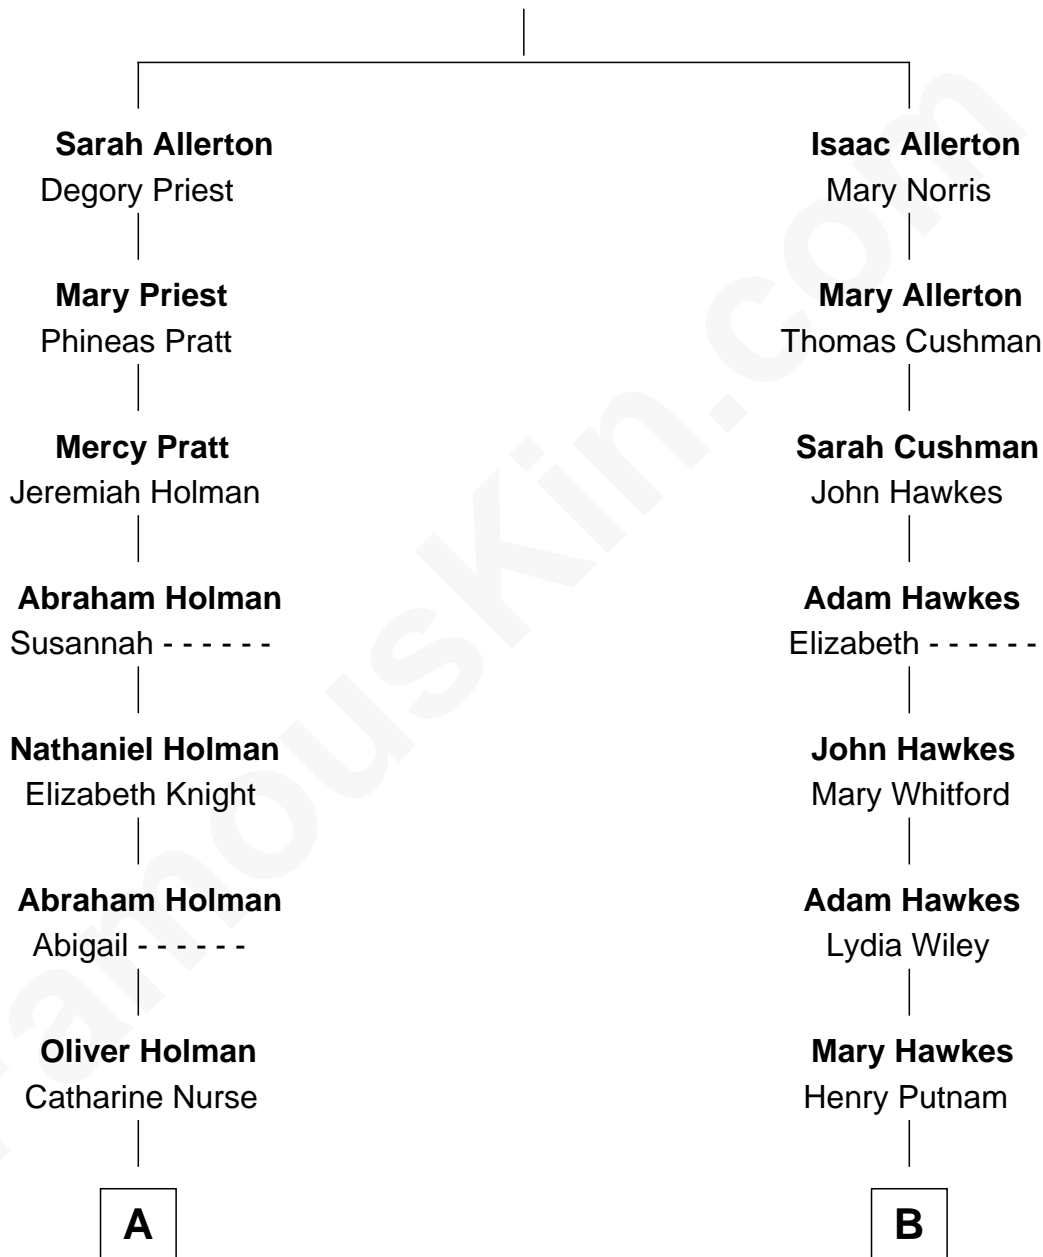 Sarah Allerton
Degory Priest
Mary Priest
Phineas Pratt
Mercy Pratt
Jeremiah Holman
Abraham Holman
Susannah - - - - - -
Nathaniel Holman
Elizabeth Knight
Abraham Holman
Abigail - - - - - -
Oliver Holman
Catharine Nurse
A
Isaac Allerton
Mary Norris
Mary Allerton
Thomas Cushman
Sarah Cushman
John Hawkes
Adam Hawkes
Elizabeth - - - - - -
John Hawkes
Mary Whitford
Adam Hawkes
Lydia Wiley
Mary Hawkes
Henry Putnam
B
FamousKin.com